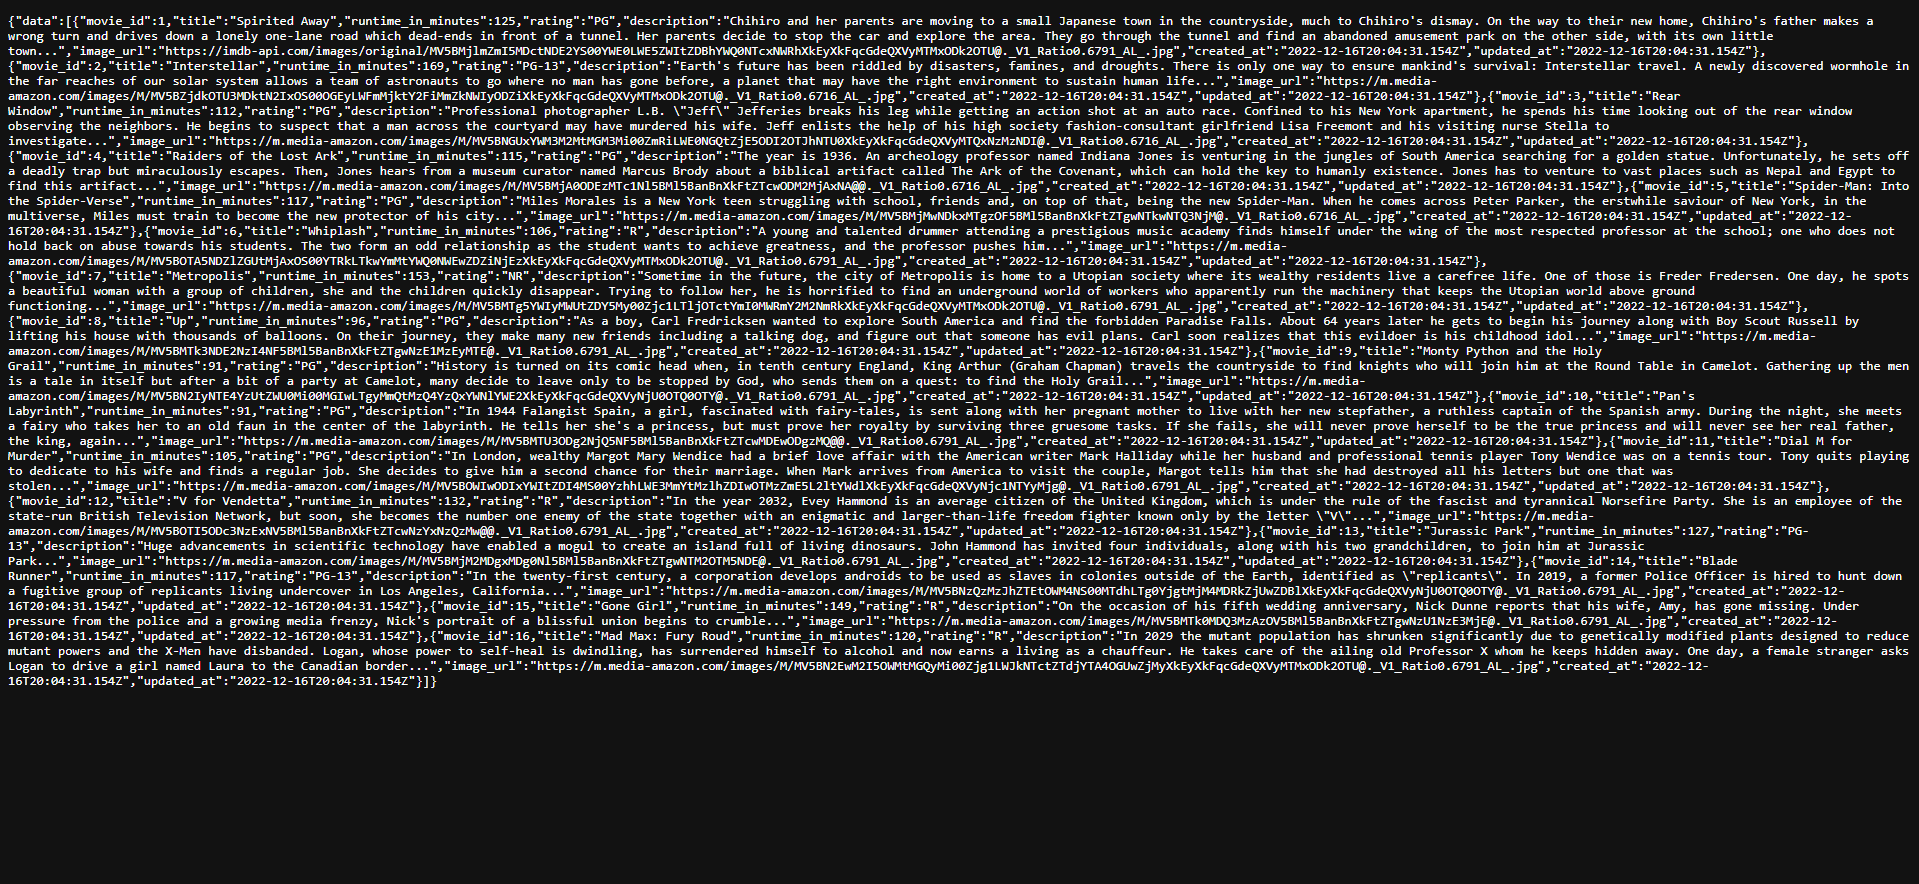 {"data":[{"movie_id":1,"title":"Spirited Away","runtime_in_minutes":125,"rating":"PG","description":"Chihiro and her parents are moving to a small Japanese town in the countryside, much to Chihiro's dismay. On the way to their new home, Chihiro's father makes a
wrong turn and drives down a lonely one-lane road which dead-ends in front of a tunnel. Her parents decide to stop the car and explore the area. They go through the tunnel and find an abandoned amusement park on the other side, with its own little
town...","image_url":"https://imdb-api.com/images/original/MV5BMjlmZmI5MDctNDE2YS00YWE0LWE5ZWItZDBhYWQ0NTcxNWRhXkEyXkFqcGdeQXVyMTMxODk2OTU@._V1_Ratio0.6791_AL_.jpg","created_at":"2022-12-16T20:04:31.154Z","updated_at":"2022-12-16T20:04:31.154Z"},
{"movie_id":2,"title":"Interstellar","runtime_in_minutes":169,"rating":"PG-13","description":"Earth's future has been riddled by disasters, famines, and droughts. There is only one way to ensure mankind's survival: Interstellar travel. A newly discovered wormhole in
the far reaches of our solar system allows a team of astronauts to go where no man has gone before, a planet that may have the right environment to sustain human life...","image_url":"https://m.media-
amazon.com/images/M/MV5BZjdkOTU3MDktN2IxOS00OGEyLWFmMjktY2FiMmZkNWIyODZiXkEyXkFqcGdeQXVyMTMxODk2OTU@._V1_Ratio0.6716_AL_.jpg","created_at":"2022-12-16T20:04:31.154Z","updated_at":"2022-12-16T20:04:31.154Z"},{"movie_id":3,"title":"Rear
Window","runtime_in_minutes":112,"rating":"PG","description":"Professional photographer L.B. \"Jeff\" Jefferies breaks his leg while getting an action shot at an auto race. Confined to his New York apartment, he spends his time looking out of the rear window
observing the neighbors. He begins to suspect that a man across the courtyard may have murdered his wife. Jeff enlists the help of his high society fashion-consultant girlfriend Lisa Freemont and his visiting nurse Stella to
investigate...","image_url":"https://m.media-amazon.com/images/M/MV5BNGUxYWM3M2MtMGM3Mi00ZmRiLWE0NGQtZjE5ODI2OTJhNTU0XkEyXkFqcGdeQXVyMTQxNzMzNDI@._V1_Ratio0.6716_AL_.jpg","created_at":"2022-12-16T20:04:31.154Z","updated_at":"2022-12-16T20:04:31.154Z"},
{"movie_id":4,"title":"Raiders of the Lost Ark","runtime_in_minutes":115,"rating":"PG","description":"The year is 1936. An archeology professor named Indiana Jones is venturing in the jungles of South America searching for a golden statue. Unfortunately, he sets off
a deadly trap but miraculously escapes. Then, Jones hears from a museum curator named Marcus Brody about a biblical artifact called The Ark of the Covenant, which can hold the key to humanly existence. Jones has to venture to vast places such as Nepal and Egypt to
find this artifact...","image_url":"https://m.media-amazon.com/images/M/MV5BMjA0ODEzMTc1Nl5BMl5BanBnXkFtZTcwODM2MjAxNA@@._V1_Ratio0.6716_AL_.jpg","created_at":"2022-12-16T20:04:31.154Z","updated_at":"2022-12-16T20:04:31.154Z"},{"movie_id":5,"title":"Spider-Man: Into
the Spider-Verse","runtime_in_minutes":117,"rating":"PG","description":"Miles Morales is a New York teen struggling with school, friends and, on top of that, being the new Spider-Man. When he comes across Peter Parker, the erstwhile saviour of New York, in the
multiverse, Miles must train to become the new protector of his city...","image_url":"https://m.media-amazon.com/images/M/MV5BMjMwNDkxMTgzOF5BMl5BanBnXkFtZTgwNTkwNTQ3NjM@._V1_Ratio0.6716_AL_.jpg","created_at":"2022-12-16T20:04:31.154Z","updated_at":"2022-12-
16T20:04:31.154Z"},{"movie_id":6,"title":"Whiplash","runtime_in_minutes":106,"rating":"R","description":"A young and talented drummer attending a prestigious music academy finds himself under the wing of the most respected professor at the school; one who does not
hold back on abuse towards his students. The two form an odd relationship as the student wants to achieve greatness, and the professor pushes him...","image_url":"https://m.media-
amazon.com/images/M/MV5BOTA5NDZlZGUtMjAxOS00YTRkLTkwYmMtYWQ0NWEwZDZiNjEzXkEyXkFqcGdeQXVyMTMxODk2OTU@._V1_Ratio0.6791_AL_.jpg","created_at":"2022-12-16T20:04:31.154Z","updated_at":"2022-12-16T20:04:31.154Z"},
{"movie_id":7,"title":"Metropolis","runtime_in_minutes":153,"rating":"NR","description":"Sometime in the future, the city of Metropolis is home to a Utopian society where its wealthy residents live a carefree life. One of those is Freder Fredersen. One day, he spots
a beautiful woman with a group of children, she and the children quickly disappear. Trying to follow her, he is horrified to find an underground world of workers who apparently run the machinery that keeps the Utopian world above ground
functioning...","image_url":"https://m.media-amazon.com/images/M/MV5BMTg5YWIyMWUtZDY5My00Zjc1LTljOTctYmI0MWRmY2M2NmRkXkEyXkFqcGdeQXVyMTMxODk2OTU@._V1_Ratio0.6791_AL_.jpg","created_at":"2022-12-16T20:04:31.154Z","updated_at":"2022-12-16T20:04:31.154Z"},
{"movie_id":8,"title":"Up","runtime_in_minutes":96,"rating":"PG","description":"As a boy, Carl Fredricksen wanted to explore South America and find the forbidden Paradise Falls. About 64 years later he gets to begin his journey along with Boy Scout Russell by
lifting his house with thousands of balloons. On their journey, they make many new friends including a talking dog, and figure out that someone has evil plans. Carl soon realizes that this evildoer is his childhood idol...","image_url":"https://m.media-
amazon.com/images/M/MV5BMTk3NDE2NzI4NF5BMl5BanBnXkFtZTgwNzE1MzEyMTE@._V1_Ratio0.6791_AL_.jpg","created_at":"2022-12-16T20:04:31.154Z","updated_at":"2022-12-16T20:04:31.154Z"},{"movie_id":9,"title":"Monty Python and the Holy
Grail","runtime_in_minutes":91,"rating":"PG","description":"History is turned on its comic head when, in tenth century England, King Arthur (Graham Chapman) travels the countryside to find knights who will join him at the Round Table in Camelot. Gathering up the men
is a tale in itself but after a bit of a party at Camelot, many decide to leave only to be stopped by God, who sends them on a quest: to find the Holy Grail...","image_url":"https://m.media-
amazon.com/images/M/MV5BN2IyNTE4YzUtZWU0Mi00MGIwLTgyMmQtMzQ4YzQxYWNlYWE2XkEyXkFqcGdeQXVyNjU0OTQ0OTY@._V1_Ratio0.6791_AL_.jpg","created_at":"2022-12-16T20:04:31.154Z","updated_at":"2022-12-16T20:04:31.154Z"},{"movie_id":10,"title":"Pan's
Labyrinth","runtime_in_minutes":91,"rating":"PG","description":"In 1944 Falangist Spain, a girl, fascinated with fairy-tales, is sent along with her pregnant mother to live with her new stepfather, a ruthless captain of the Spanish army. During the night, she meets
a fairy who takes her to an old faun in the center of the labyrinth. He tells her she's a princess, but must prove her royalty by surviving three gruesome tasks. If she fails, she will never prove herself to be the true princess and will never see her real father,
the king, again...","image_url":"https://m.media-amazon.com/images/M/MV5BMTU3ODg2NjQ5NF5BMl5BanBnXkFtZTcwMDEwODgzMQ@@._V1_Ratio0.6791_AL_.jpg","created_at":"2022-12-16T20:04:31.154Z","updated_at":"2022-12-16T20:04:31.154Z"},{"movie_id":11,"title":"Dial M for
Murder","runtime_in_minutes":105,"rating":"PG","description":"In London, wealthy Margot Mary Wendice had a brief love affair with the American writer Mark Halliday while her husband and professional tennis player Tony Wendice was on a tennis tour. Tony quits playing
to dedicate to his wife and finds a regular job. She decides to give him a second chance for their marriage. When Mark arrives from America to visit the couple, Margot tells him that she had destroyed all his letters but one that was
stolen...","image_url":"https://m.media-amazon.com/images/M/MV5BOWIwODIxYWItZDI4MS00YzhhLWE3MmYtMzlhZDIwOTMzZmE5L2ltYWdlXkEyXkFqcGdeQXVyNjc1NTYyMjg@._V1_Ratio0.6791_AL_.jpg","created_at":"2022-12-16T20:04:31.154Z","updated_at":"2022-12-16T20:04:31.154Z"},
{"movie_id":12,"title":"V for Vendetta","runtime_in_minutes":132,"rating":"R","description":"In the year 2032, Evey Hammond is an average citizen of the United Kingdom, which is under the rule of the fascist and tyrannical Norsefire Party. She is an employee of the
state-run British Television Network, but soon, she becomes the number one enemy of the state together with an enigmatic and larger-than-life freedom fighter known only by the letter \"V\"...","image_url":"https://m.media-
amazon.com/images/M/MV5BOTI5ODc3NzExNV5BMl5BanBnXkFtZTcwNzYxNzQzMw@@._V1_Ratio0.6791_AL_.jpg","created_at":"2022-12-16T20:04:31.154Z","updated_at":"2022-12-16T20:04:31.154Z"},{"movie_id":13,"title":"Jurassic Park","runtime_in_minutes":127,"rating":"PG-
13","description":"Huge advancements in scientific technology have enabled a mogul to create an island full of living dinosaurs. John Hammond has invited four individuals, along with his two grandchildren, to join him at Jurassic
Park...","image_url":"https://m.media-amazon.com/images/M/MV5BMjM2MDgxMDg0Nl5BMl5BanBnXkFtZTgwNTM2OTM5NDE@._V1_Ratio0.6791_AL_.jpg","created_at":"2022-12-16T20:04:31.154Z","updated_at":"2022-12-16T20:04:31.154Z"},{"movie_id":14,"title":"Blade
Runner","runtime_in_minutes":117,"rating":"PG-13","description":"In the twenty-first century, a corporation develops androids to be used as slaves in colonies outside of the Earth, identified as \"replicants\". In 2019, a former Police Officer is hired to hunt down
a fugitive group of replicants living undercover in Los Angeles, California...","image_url":"https://m.media-amazon.com/images/M/MV5BNzQzMzJhZTEtOWM4NS00MTdhLTg0YjgtMjM4MDRkZjUwZDBlXkEyXkFqcGdeQXVyNjU0OTQ0OTY@._V1_Ratio0.6791_AL_.jpg","created_at":"2022-12-
16T20:04:31.154Z","updated_at":"2022-12-16T20:04:31.154Z"},{"movie_id":15,"title":"Gone Girl","runtime_in_minutes":149,"rating":"R","description":"On the occasion of his fifth wedding anniversary, Nick Dunne reports that his wife, Amy, has gone missing. Under
pressure from the police and a growing media frenzy, Nick's portrait of a blissful union begins to crumble...","image_url":"https://m.media-amazon.com/images/M/MV5BMTk0MDQ3MzAzOV5BMl5BanBnXkFtZTgwNzU1NzE3MjE@._V1_Ratio0.6791_AL_.jpg","created_at":"2022-12-
16T20:04:31.154Z","updated_at":"2022-12-16T20:04:31.154Z"},{"movie_id":16,"title":"Mad Max: Fury Roud","runtime_in_minutes":120,"rating":"R","description":"In 2029 the mutant population has shrunken significantly due to genetically modified plants designed to reduce
mutant powers and the X-Men have disbanded. Logan, whose power to self-heal is dwindling, has surrendered himself to alcohol and now earns a living as a chauffeur. He takes care of the ailing old Professor X whom he keeps hidden away. One day, a female stranger asks
Logan to drive a girl named Laura to the Canadian border...","image_url":"https://m.media-amazon.com/images/M/MV5BN2EwM2I5OWMtMGQyMi00Zjg1LWJkNTctZTdjYTA4OGUwZjMyXkEyXkFqcGdeQXVyMTMxODk2OTU@._V1_Ratio0.6791_AL_.jpg","created_at":"2022-12-
16T20:04:31.154Z","updated_at":"2022-12-16T20:04:31.154Z"}]}